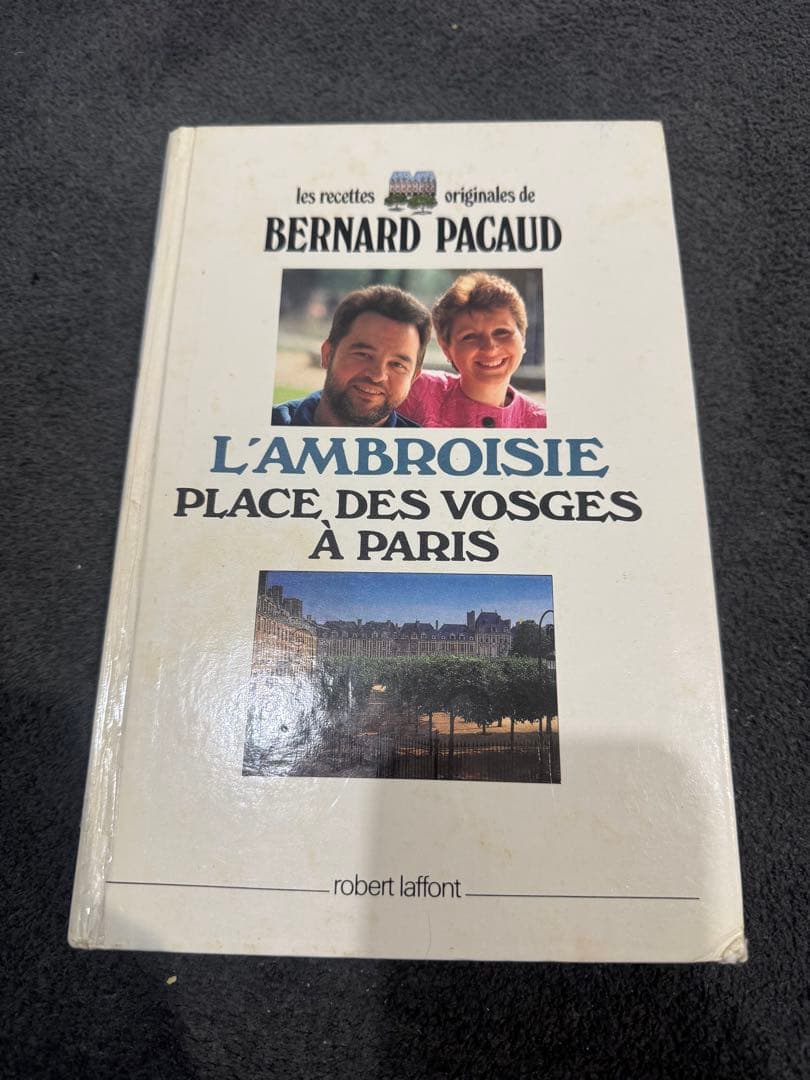 les recettes originales de
BERNARD PACAUD
L'AMBROISIE
PLACE DES VOSGES
À PARIS
robert laffont